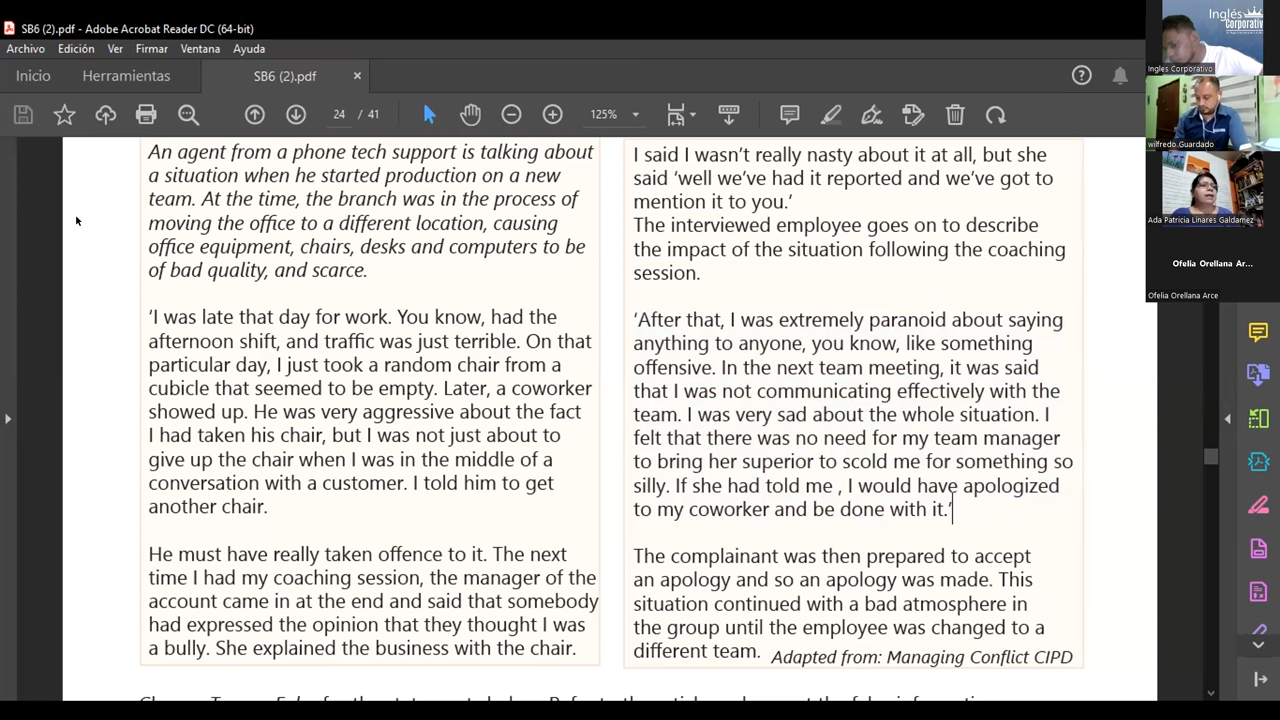 SB6 (2).pdf - Adobe Acrobat Reader DC (64-bit)
Archivo Edición Ver Firmar Ventana Ayuda
Inicio Herramientas SB6 (2).pdf ×
24 / 41 125%
An agent from a phone tech support is talking about
a situation when he started production on a new
team. At the time, the branch was in the process of
moving the office to a different location, causing
office equipment, chairs, desks and computers to be
of bad quality, and scarce.
'I was late that day for work. You know, had the
afternoon shift, and traffic was just terrible. On that
particular day, I just took a random chair from a
cubicle that seemed to be empty. Later, a coworker
showed up. He was very aggressive about the fact
I had taken his chair, but I was not just about to
give up the chair when I was in the middle of a
conversation with a customer. I told him to get
another chair.
He must have really taken offence to it. The next
time I had my coaching session, the manager of the
account came in at the end and said that somebody
had expressed the opinion that they thought I was
a bully. She explained the business with the chair.
I said I wasn't really nasty about it at all, but she
said 'well we've had it reported and we've got to
mention it to you.'
The interviewed employee goes on to describe
the impact of the situation following the coaching
session.
'After that, I was extremely paranoid about saying
anything to anyone, you know, like something
offensive. In the next team meeting, it was said
that I was not communicating effectively with the
team. I was very sad about the whole situation. I
felt that there was no need for my team manager
to bring her superior to scold me for something so
silly. If she had told me , I would have apologized
to my coworker and be done with it.'
The complainant was then prepared to accept
an apology and so an apology was made. This
situation continued with a bad atmosphere in
the group until the employee was changed to a
different team.
Adapted from: Managing Conflict CIPD
Inglés
Corporativo
Ingles Corporativo
wilfredo Guardado
Ada Patricia Linares Galdamez
Ofelia Orellana Ar...
Ofelia Orellana Arce